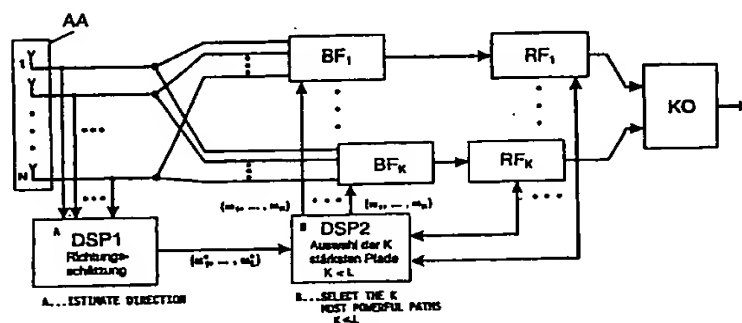 AA
1
N
BF1
RF1
KO
BFK
RFK
A
DSP1
Richtungs-
schätzung
B
DSP2
Auswahl der K
stärksten Pfade
K < L
A...ESTIMATE DIRECTION
B...SELECT THE K
MOST POWERFUL PATHS
K<L